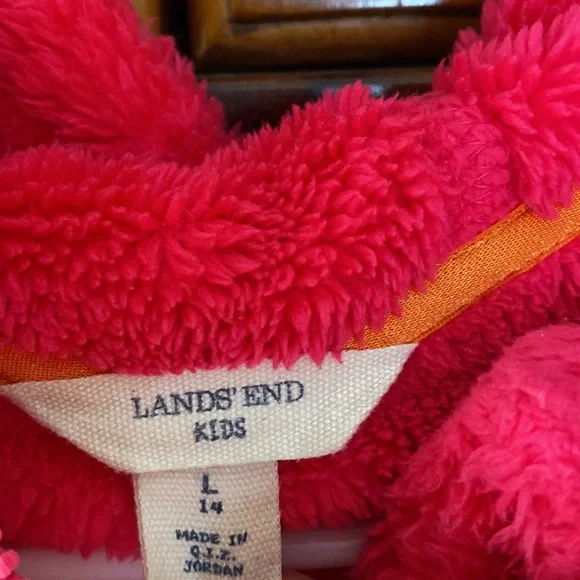 LANDS' END
KIDS
L
14
MADE IN
Q.I.Z.
JORDAN